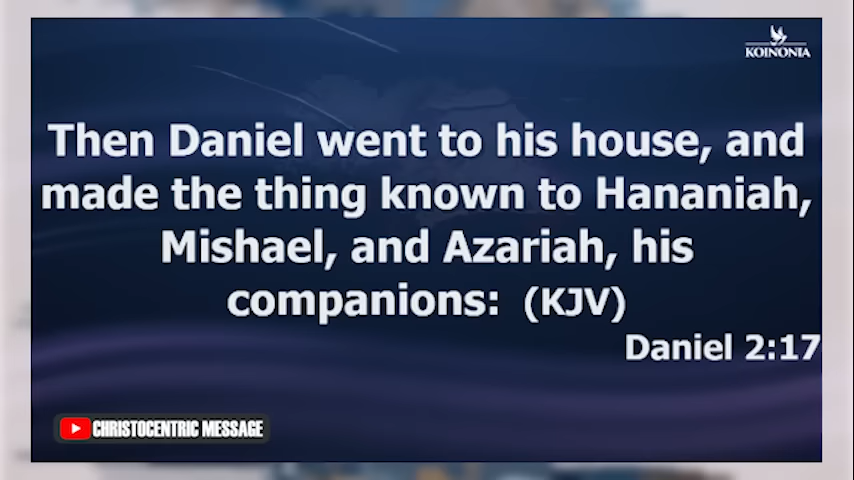 KOINONIA
Then Daniel went to his house, and
made the thing known to Hananiah,
Mishael, and Azariah, his
companions: (KJV)
Daniel 2:17
CHRISTOCENTRIC MESSAGE